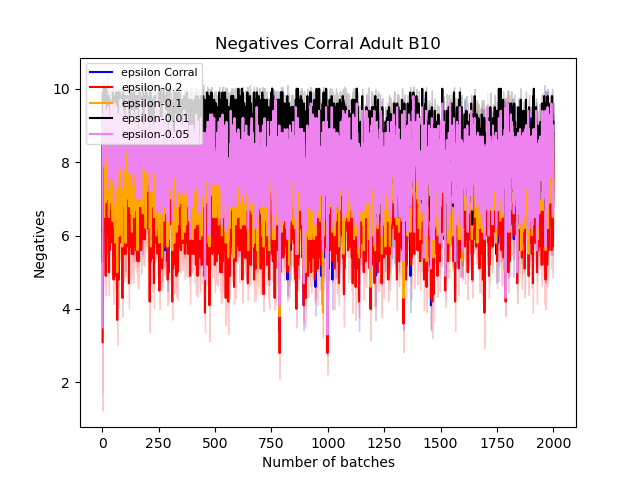 Negatives Corral Adult B10
epsilon Corral
epsilon-0.2
epsilon-0.1
epsilon-0.01
epsilon-0.05
10
8
6
4
2
Negatives
0 250 500 750 1000 1250 1500 1750 2000
Number of batches